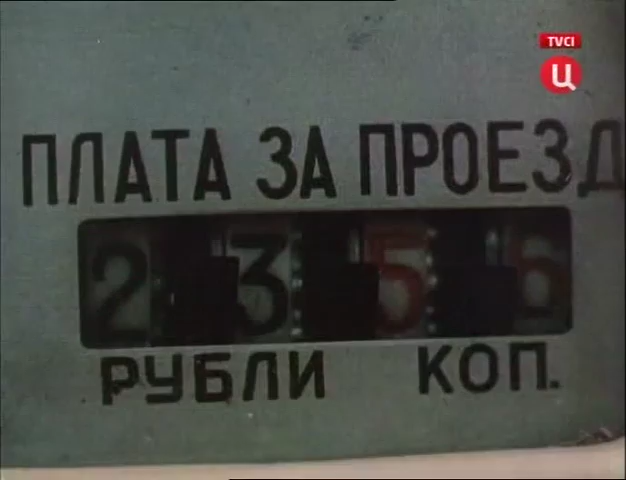 TVCI
Ц
ПЛАТА ЗА ПРОЕЗД
2 3 5 6
РУБЛИ КОП.